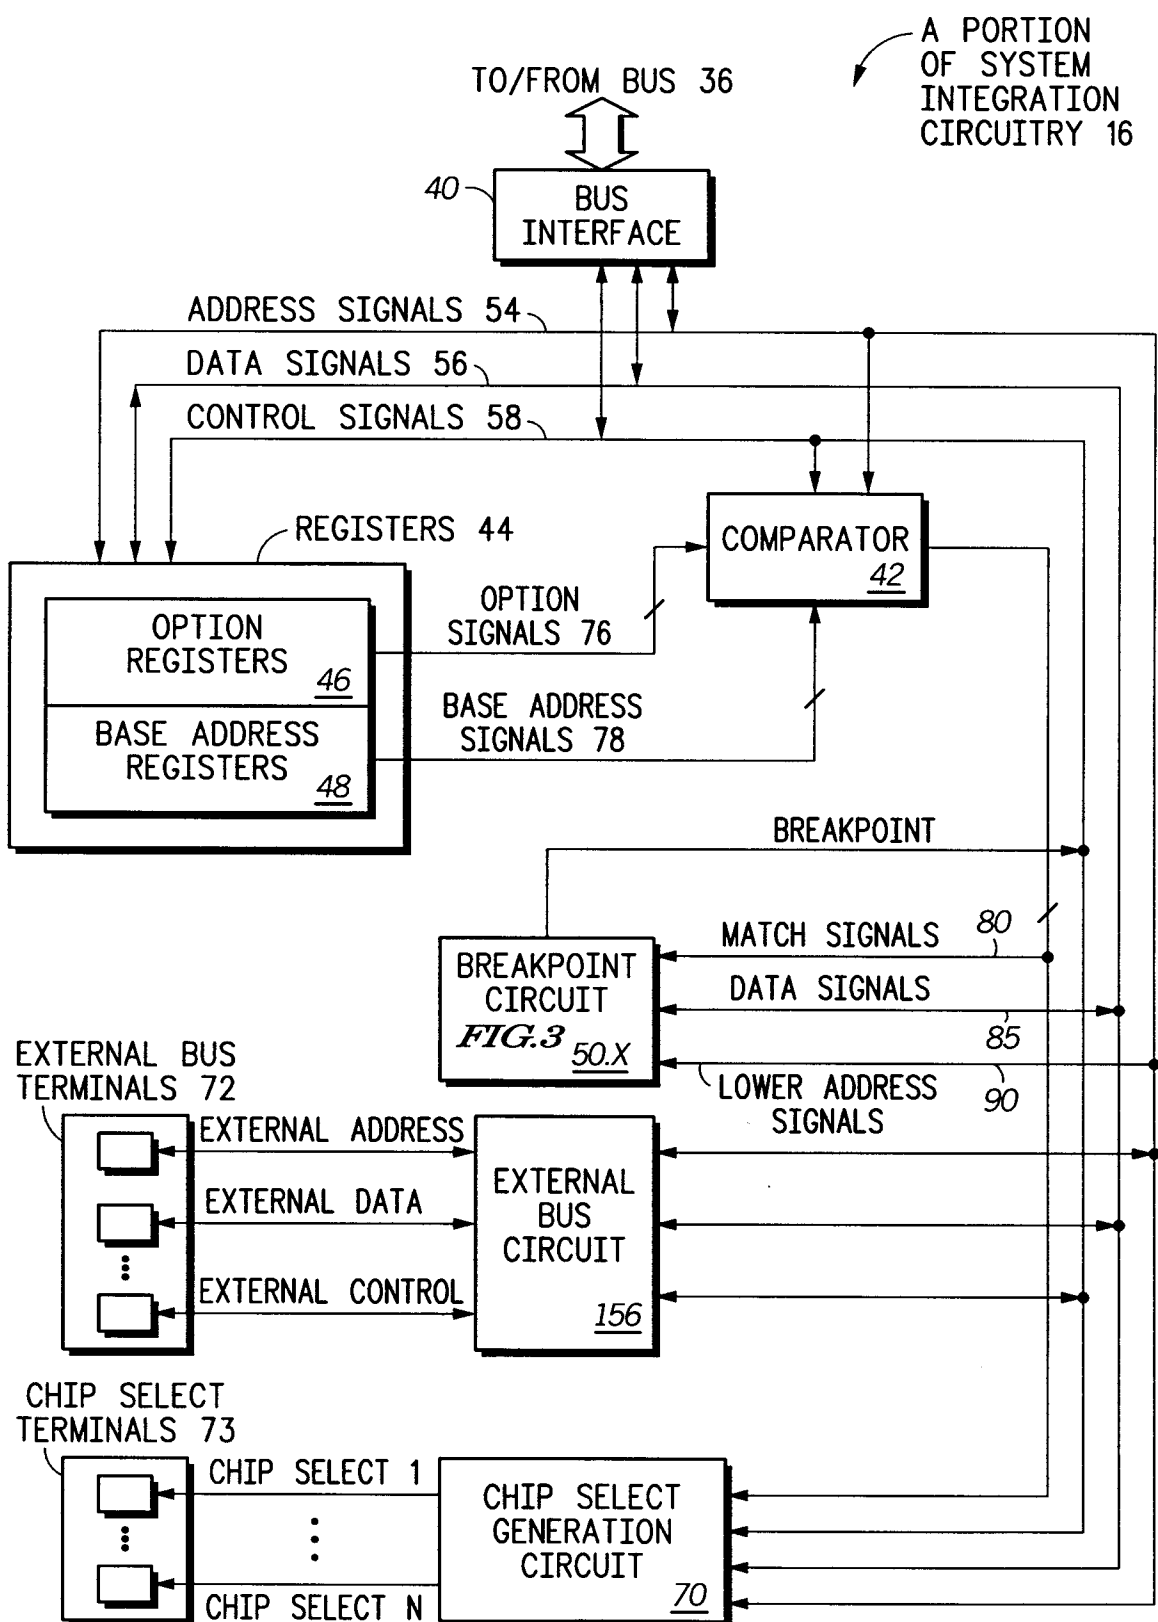 A PORTION
OF SYSTEM
INTEGRATION
CIRCUITRY 16
TO/FROM BUS 36
40
BUS
INTERFACE
ADDRESS SIGNALS 54
DATA SIGNALS 56
CONTROL SIGNALS 58
REGISTERS 44
COMPARATOR
42
OPTION
REGISTERS
46
OPTION
SIGNALS 76
BASE ADDRESS
REGISTERS
48
BASE ADDRESS
SIGNALS 78
BREAKPOINT
MATCH SIGNALS
80
BREAKPOINT
CIRCUIT
FIG.3
50.X
DATA SIGNALS
85
LOWER ADDRESS
SIGNALS
90
EXTERNAL BUS
TERMINALS 72
EXTERNAL ADDRESS
EXTERNAL DATA
EXTERNAL CONTROL
EXTERNAL
BUS
CIRCUIT
156
CHIP SELECT
TERMINALS 73
CHIP SELECT 1
CHIP SELECT N
CHIP SELECT
GENERATION
CIRCUIT
70